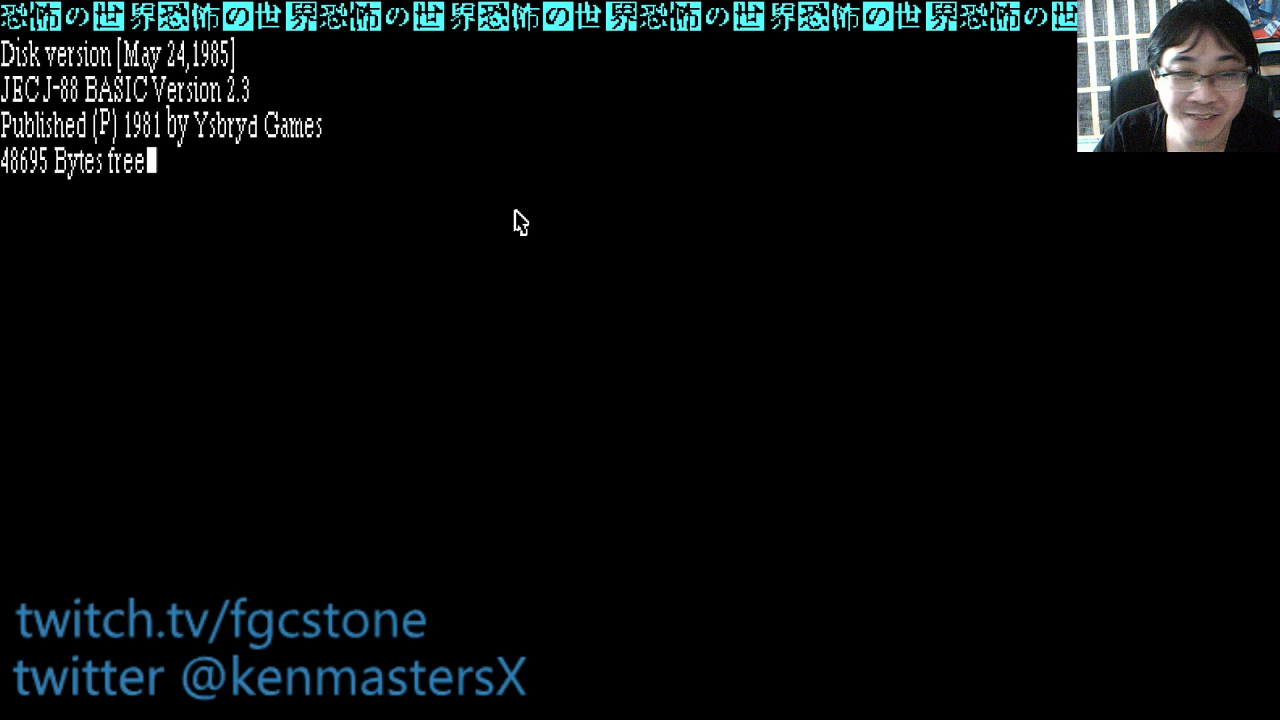 恐怖の世界恐怖の世界恐怖の世界恐怖の世界恐怖の世界恐怖の世界恐怖の世
Disk version [May 24,1985]
JEC J-88 BASIC Version 2.3
Published (P) 1981 by Ysbryd Games
48695 Bytes free
twitch.tv/fgcstone
twitter @kenmastersX